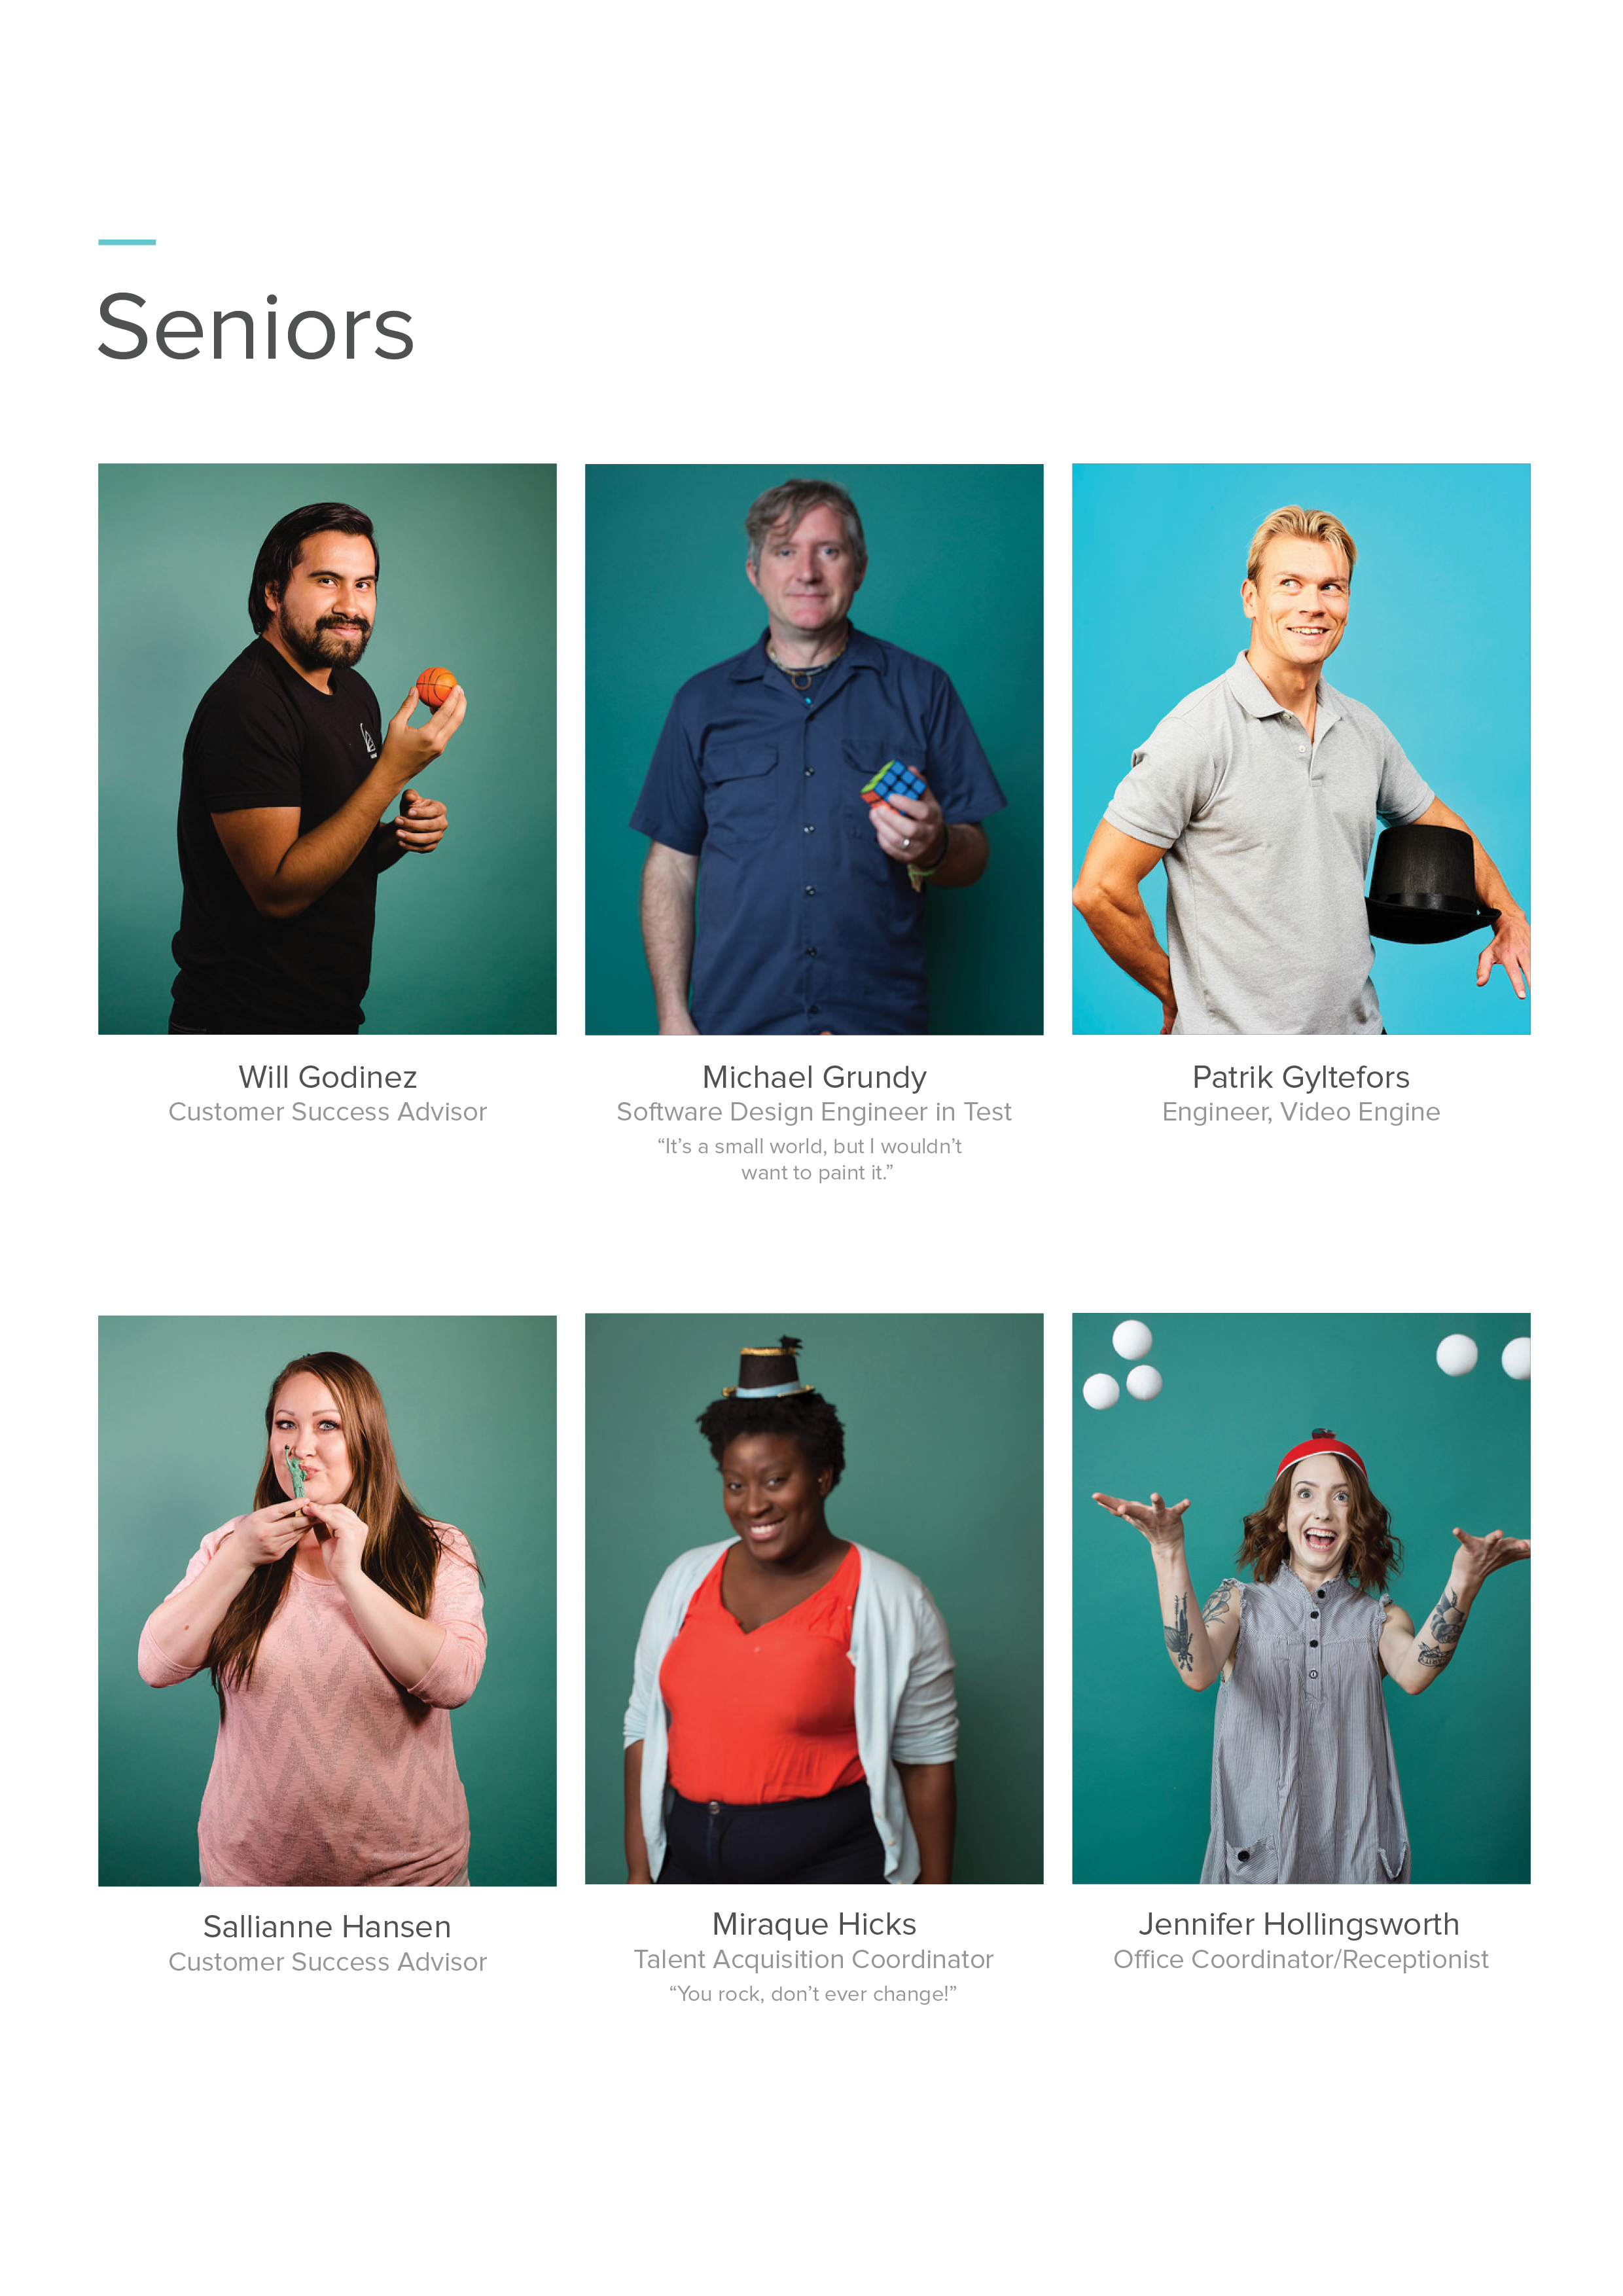 Seniors
Will Godinez
Customer Success Advisor
Michael Grundy
Software Design Engineer in Test
“It’s a small world, but I wouldn’t
want to paint it.”
Patrik Gyltefors
Engineer, Video Engine
Sallianne Hansen
Customer Success Advisor
Miraque Hicks
Talent Acquisition Coordinator
“You rock, don’t ever change!”
Jennifer Hollingsworth
Office Coordinator/Receptionist